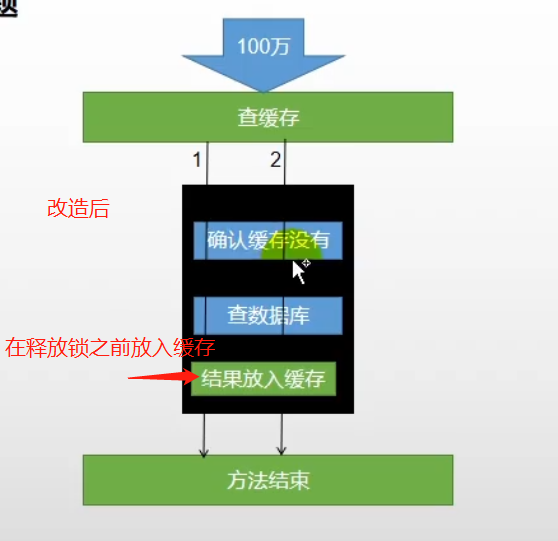 锁
100万
查缓存
1
2
改造后
确认缓存没有
查数据库
在释放锁之前放入缓存
结果放入缓存
方法结束